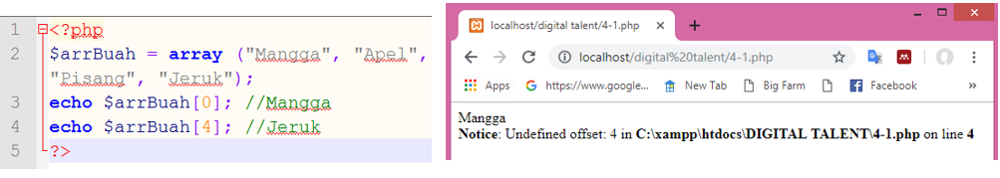 1 <?php
2 $arrBuah = array ("Mangga", "Apel",
"Pisang", "Jeruk");
3 echo $arrBuah[0]; //Mangga
4 echo $arrBuah[4]; //Jeruk
5 ?>
localhost/digital talent/4-1.php
localhost/digital%20talent/4-1.php
Apps G https://www.google... New Tab Big Farm Facebook »
Mangga
Notice: Undefined offset: 4 in C:\xampp\htdocs\DIGITAL TALENT\4-1.php on line 4